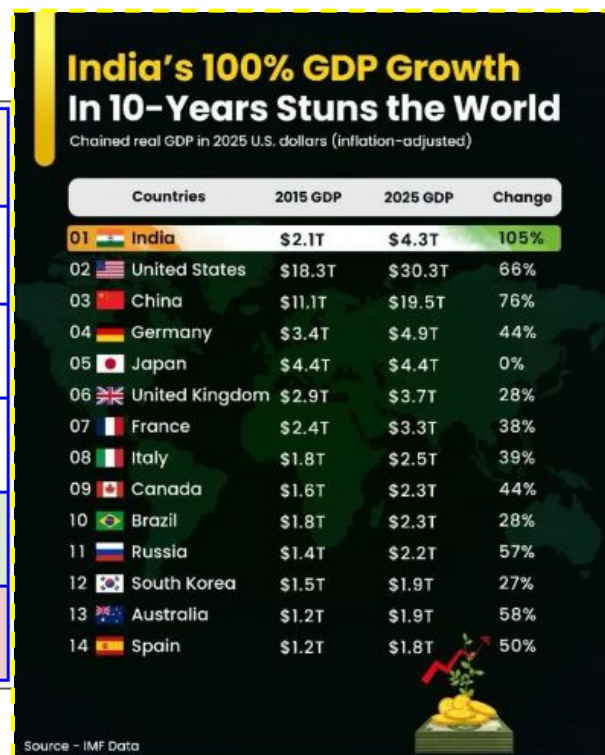 India's 100% GDP Growth
In 10-Years Stuns the World
Chained real GDP in 2025 U.S. dollars (inflation-adjusted)
Countries 2015 GDP 2025 GDP Change
01 India $2.1T $4.3T 105%
02 United States $18.3T $30.3T 66%
03 China $11.1T $19.5T 76%
04 Germany $3.4T $4.9T 44%
05 Japan $4.4T $4.4T 0%
06 United Kingdom $2.9T $3.7T 28%
07 France $2.4T $3.3T 38%
08 Italy $1.8T $2.5T 39%
09 Canada $1.6T $2.3T 44%
10 Brazil $1.8T $2.3T 28%
11 Russia $1.4T $2.2T 57%
12 South Korea $1.5T $1.9T 27%
13 Australia $1.2T $1.9T 58%
14 Spain $1.2T $1.8T 50%
Source - IMF Data